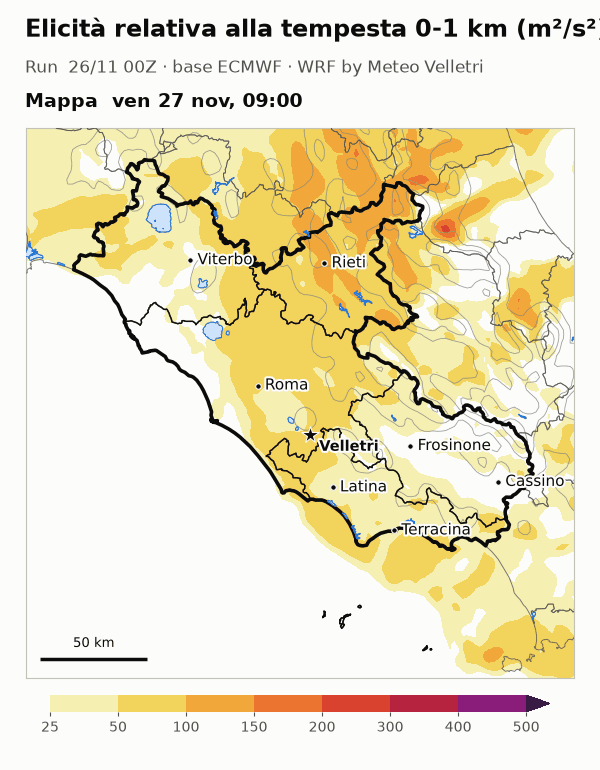 Elicità relativa alla tempesta 0-1 km (m²/s²)
Run  26/11 00Z · base ECMWF · WRF by Meteo Velletri
Mappa  ven 27 nov, 09:00
Viterbo
Rieti
Roma
Velletri
Frosinone
Cassino
Latina
Terracina
50 km
25 50 100 150 200 300 400 500